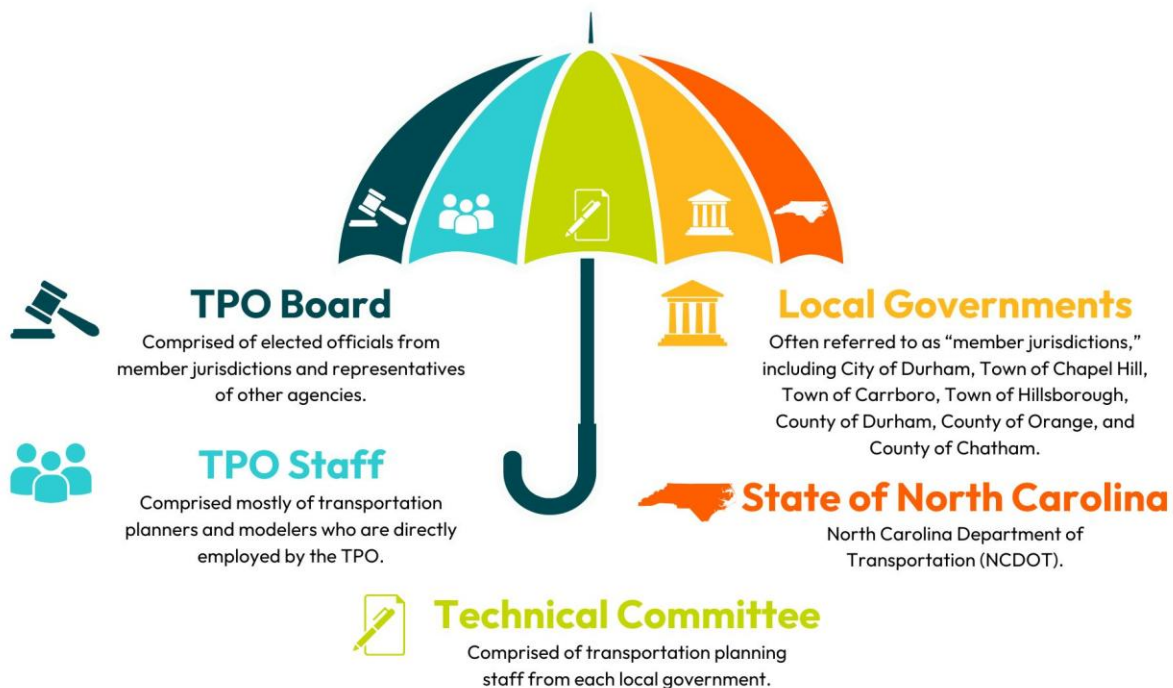 TPO Board
Comprised of elected officials from
member jurisdictions and representatives
of other agencies.
TPO Staff
Comprised mostly of transportation
planners and modelers who are directly
employed by the TPO.
Local Governments
Often referred to as “member jurisdictions,”
including City of Durham, Town of Chapel Hill,
Town of Carrboro, Town of Hillsborough,
County of Durham, County of Orange, and
County of Chatham.
State of North Carolina
North Carolina Department of
Transportation (NCDOT).
Technical Committee
Comprised of transportation planning
staff from each local government.